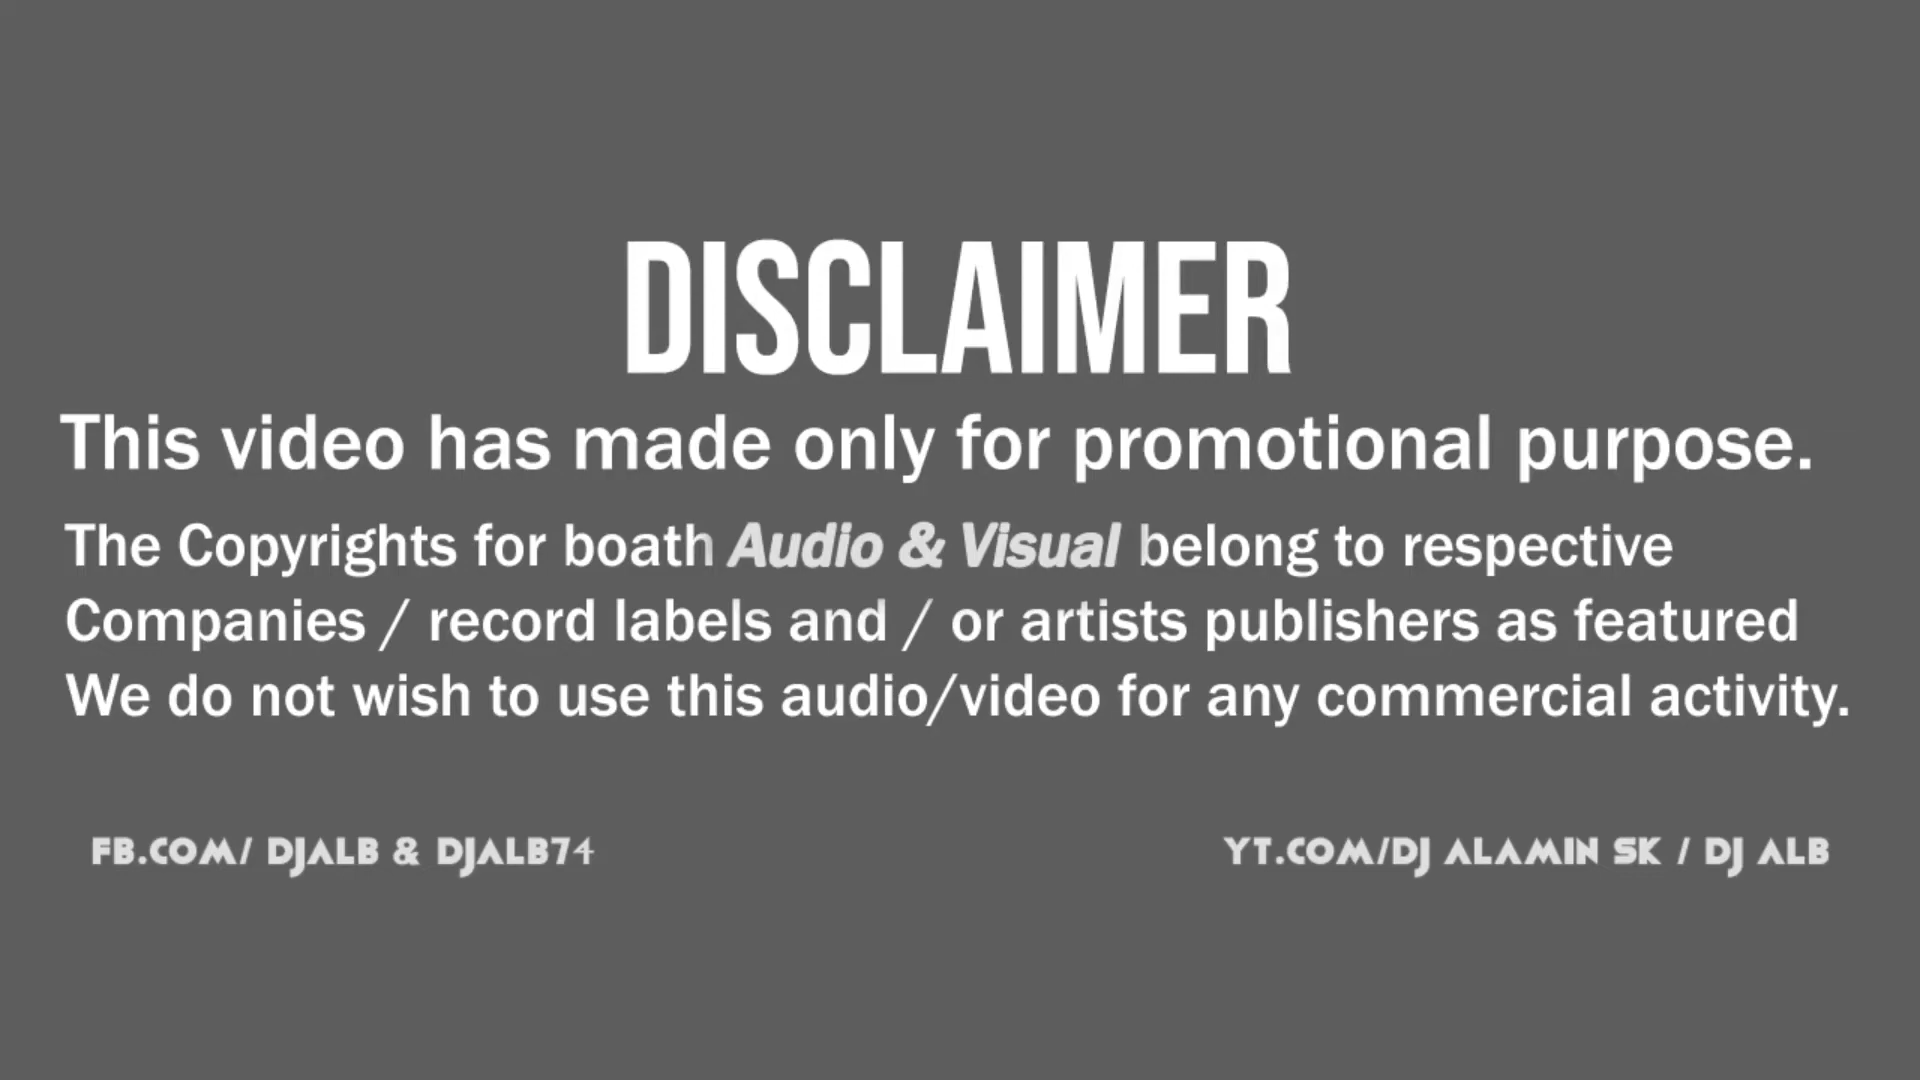 DISCLAIMER
This video has made only for promotional purpose.
The Copyrights for boath Audio & Visual belong to respective
Companies / record labels and / or artists publishers as featured
We do not wish to use this audio/video for any commercial activity.
FB.COM/ DJALB & DJALB74
YT.COM/DJ ALAMIN SK / DJ ALB